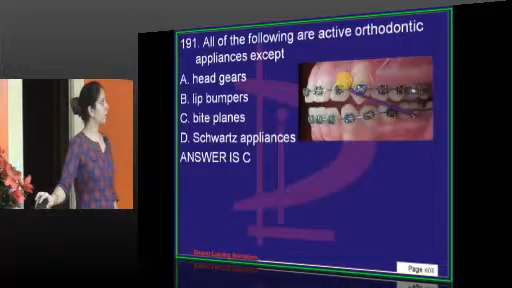 191. All of the following are active orthodontic
appliances except
A. head gears
B. lip bumpers
C. bite planes
D. Schwartz appliances
ANSWER IS C
Page 604